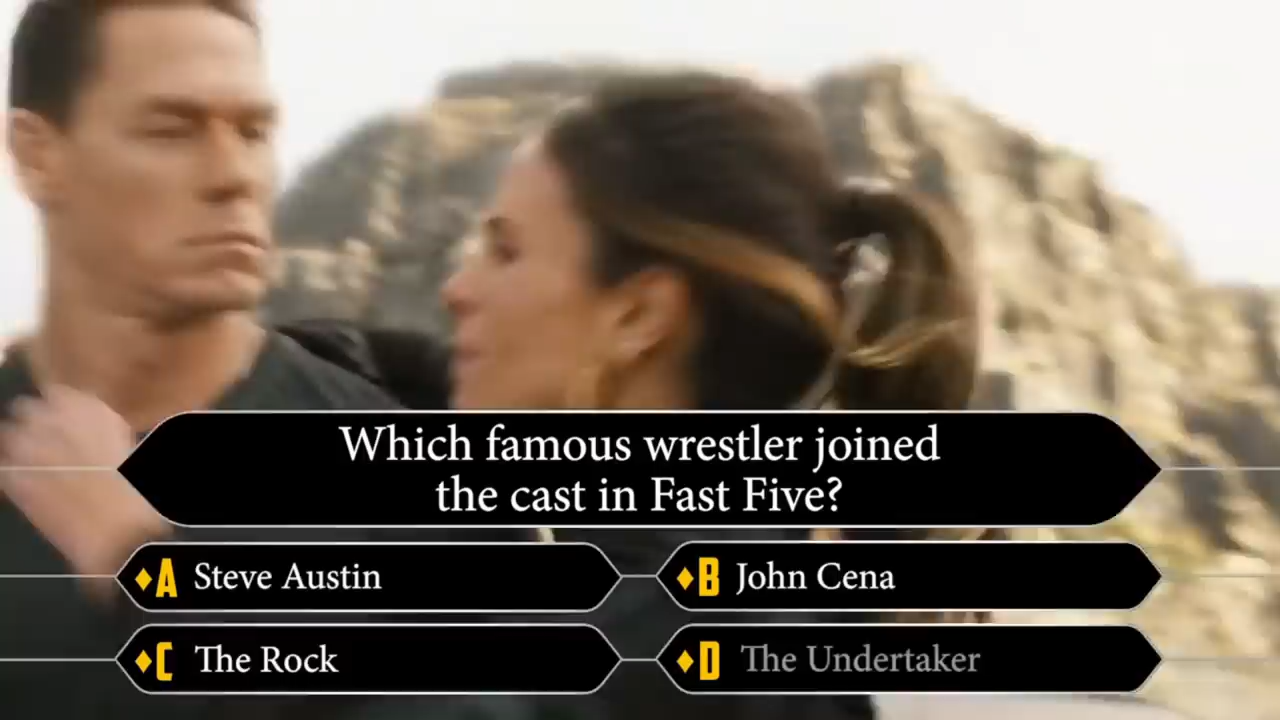 Which famous wrestler joined
the cast in Fast Five?
A Steve Austin
B John Cena
C The Rock
D The Undertaker